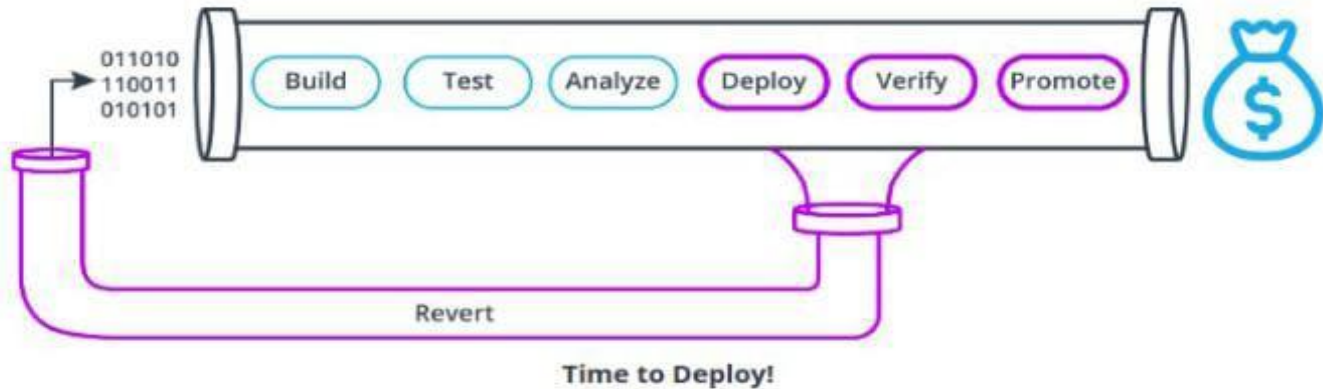 011010
110011
010101
Build Test Analyze Deploy Verify Promote
$
Revert
Time to Deploy!